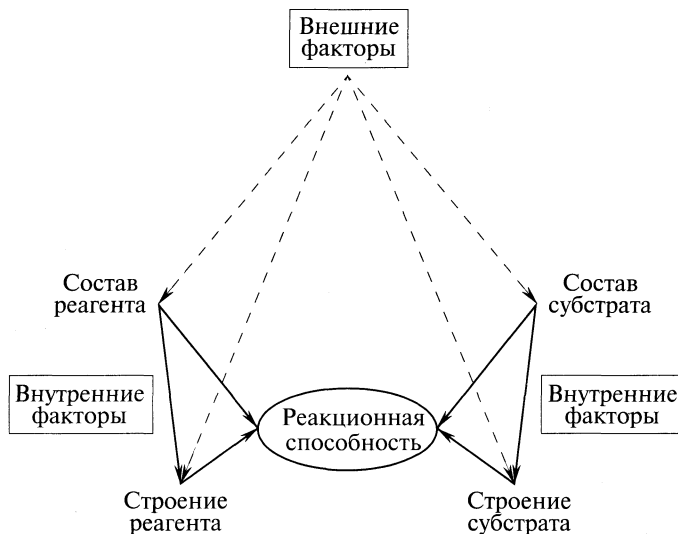 Внешние
факторы
Состав
реагента
Состав
субстрата
Внутренние
факторы
Реакционная
способность
Внутренние
факторы
Строение
реагента
Строение
субстрата